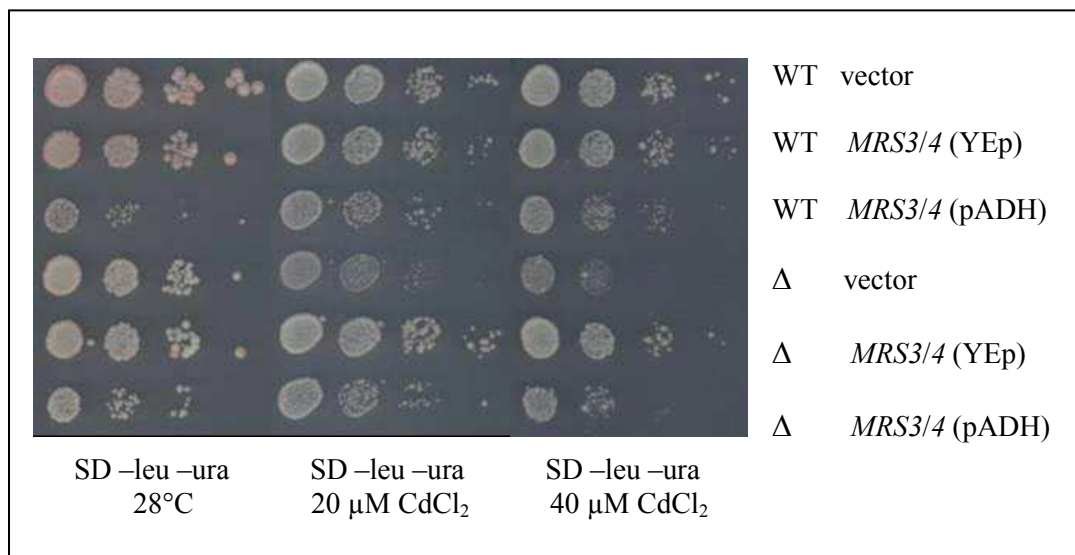 WT vector
WT MRS3/4 (YEp)
WT MRS3/4 (pADH)
Δ vector
Δ MRS3/4 (YEp)
Δ MRS3/4 (pADH)
SD –leu –ura
28°C
SD –leu –ura
20 µM CdCl₂
SD –leu –ura
40 µM CdCl₂